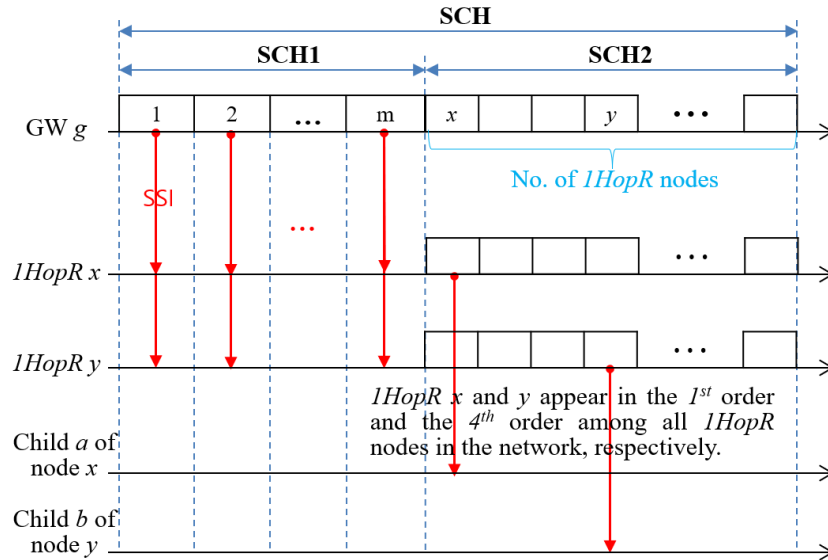 SCH
SCH1 SCH2
GW g 1 2 ... m x y ...
No. of 1HopR nodes
SSI
...
1HopR x ...
1HopR y ...
1HopR x and y appear in the 1st order
and the 4th order among all 1HopR
nodes in the network, respectively.
Child a of
node x
Child b of
node y